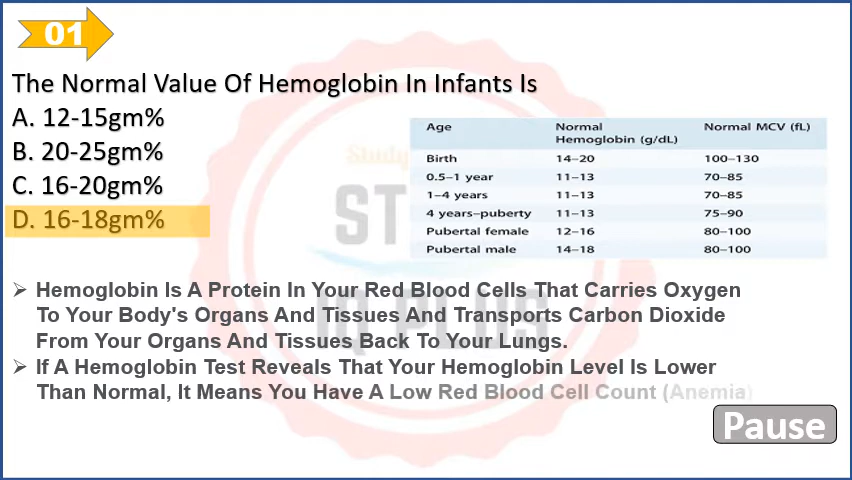 01
The Normal Value Of Hemoglobin In Infants Is
A. 12-15gm%
B. 20-25gm%
C. 16-20gm%
D. 16-18gm%
Age Normal Hemoglobin (g/dL) Normal MCV (fL)
Birth 14–20 100–130
0.5–1 year 11–13 70–85
1–4 years 11–13 70–85
4 years–puberty 11–13 75–90
Pubertal female 12–16 80–100
Pubertal male 14–18 80–100
Hemoglobin Is A Protein In Your Red Blood Cells That Carries Oxygen
To Your Body's Organs And Tissues And Transports Carbon Dioxide
From Your Organs And Tissues Back To Your Lungs.
If A Hemoglobin Test Reveals That Your Hemoglobin Level Is Lower
Than Normal, It Means You Have A Low Red Blood Cell Count (Anemia)
Pause
IQ PLUS